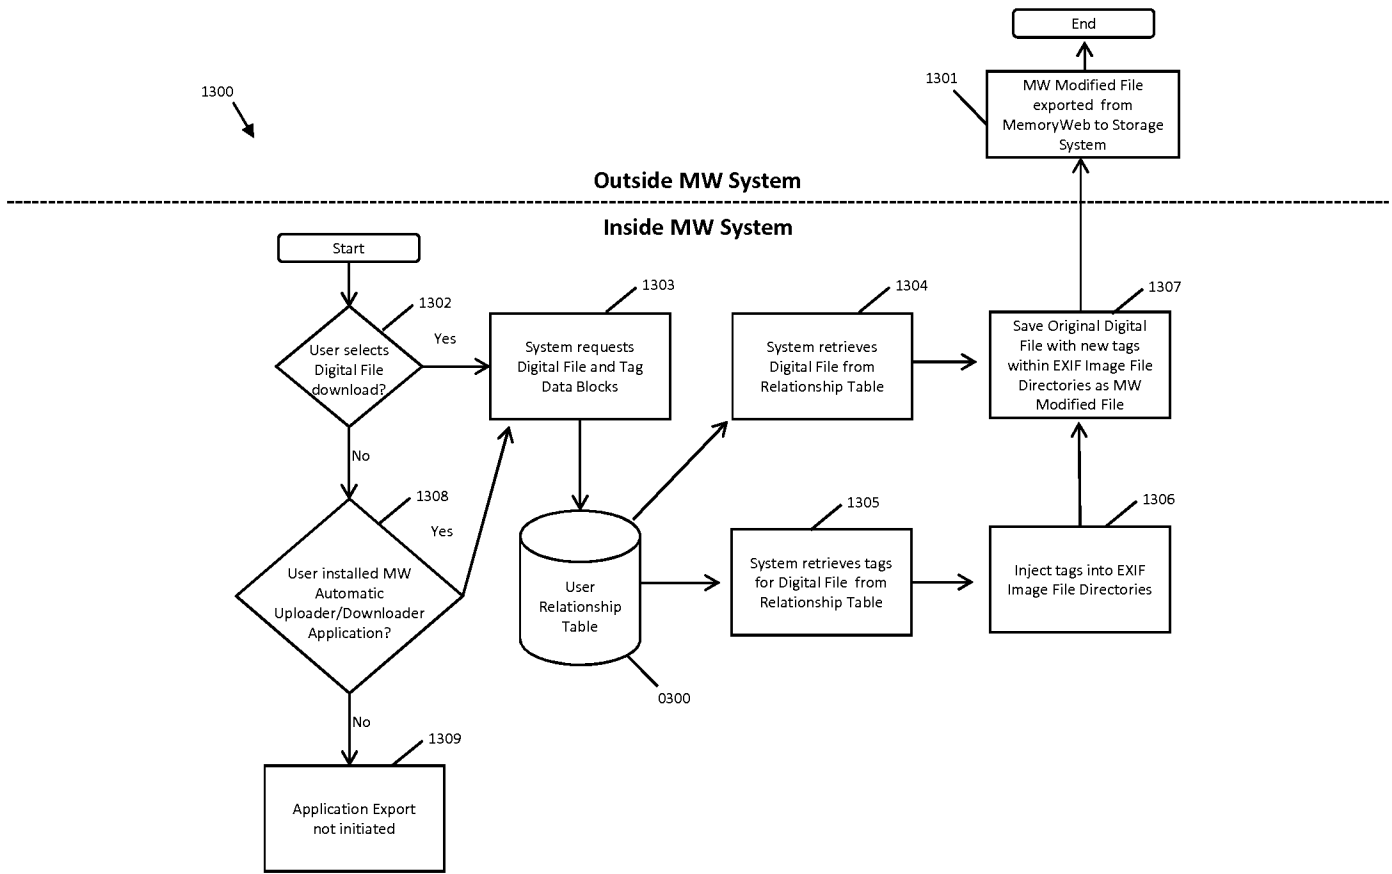 End
1301
MW Modified File
exported from
MemoryWeb to Storage
System
1300
Outside MW System
Inside MW System
Start
1302
User selects
Digital File
download?
Yes
No
1303
System requests
Digital File and Tag
Data Blocks
1304
System retrieves
Digital File from
Relationship Table
1307
Save Original Digital
File with new tags
within EXIF Image File
Directories as MW
Modified File
1308
Yes
User installed MW
Automatic
Uploader/Downloader
Application?
No
User
Relationship
Table
0300
1305
System retrieves tags
for Digital File from
Relationship Table
1306
Inject tags into EXIF
Image File Directories
1309
Application Export
not initiated